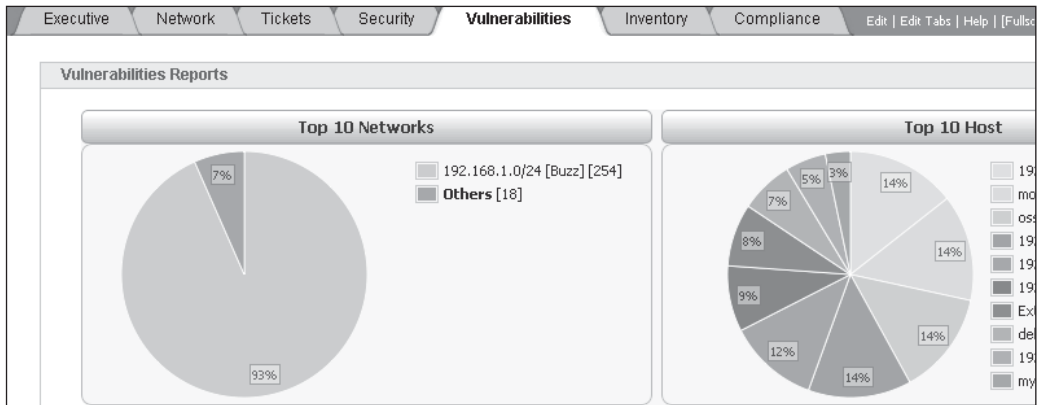 Executive Network Tickets Security Vulnerabilities Inventory Compliance Edit | Edit Tabs | Help |
Vulnerabilities Reports
Top 10 Networks
7%
93%
192.168.1.0/24 [Buzz] [254]
Others [18]
Top 10 Host
14%
14%
14%
14%
12%
9%
8%
7%
5%
3%